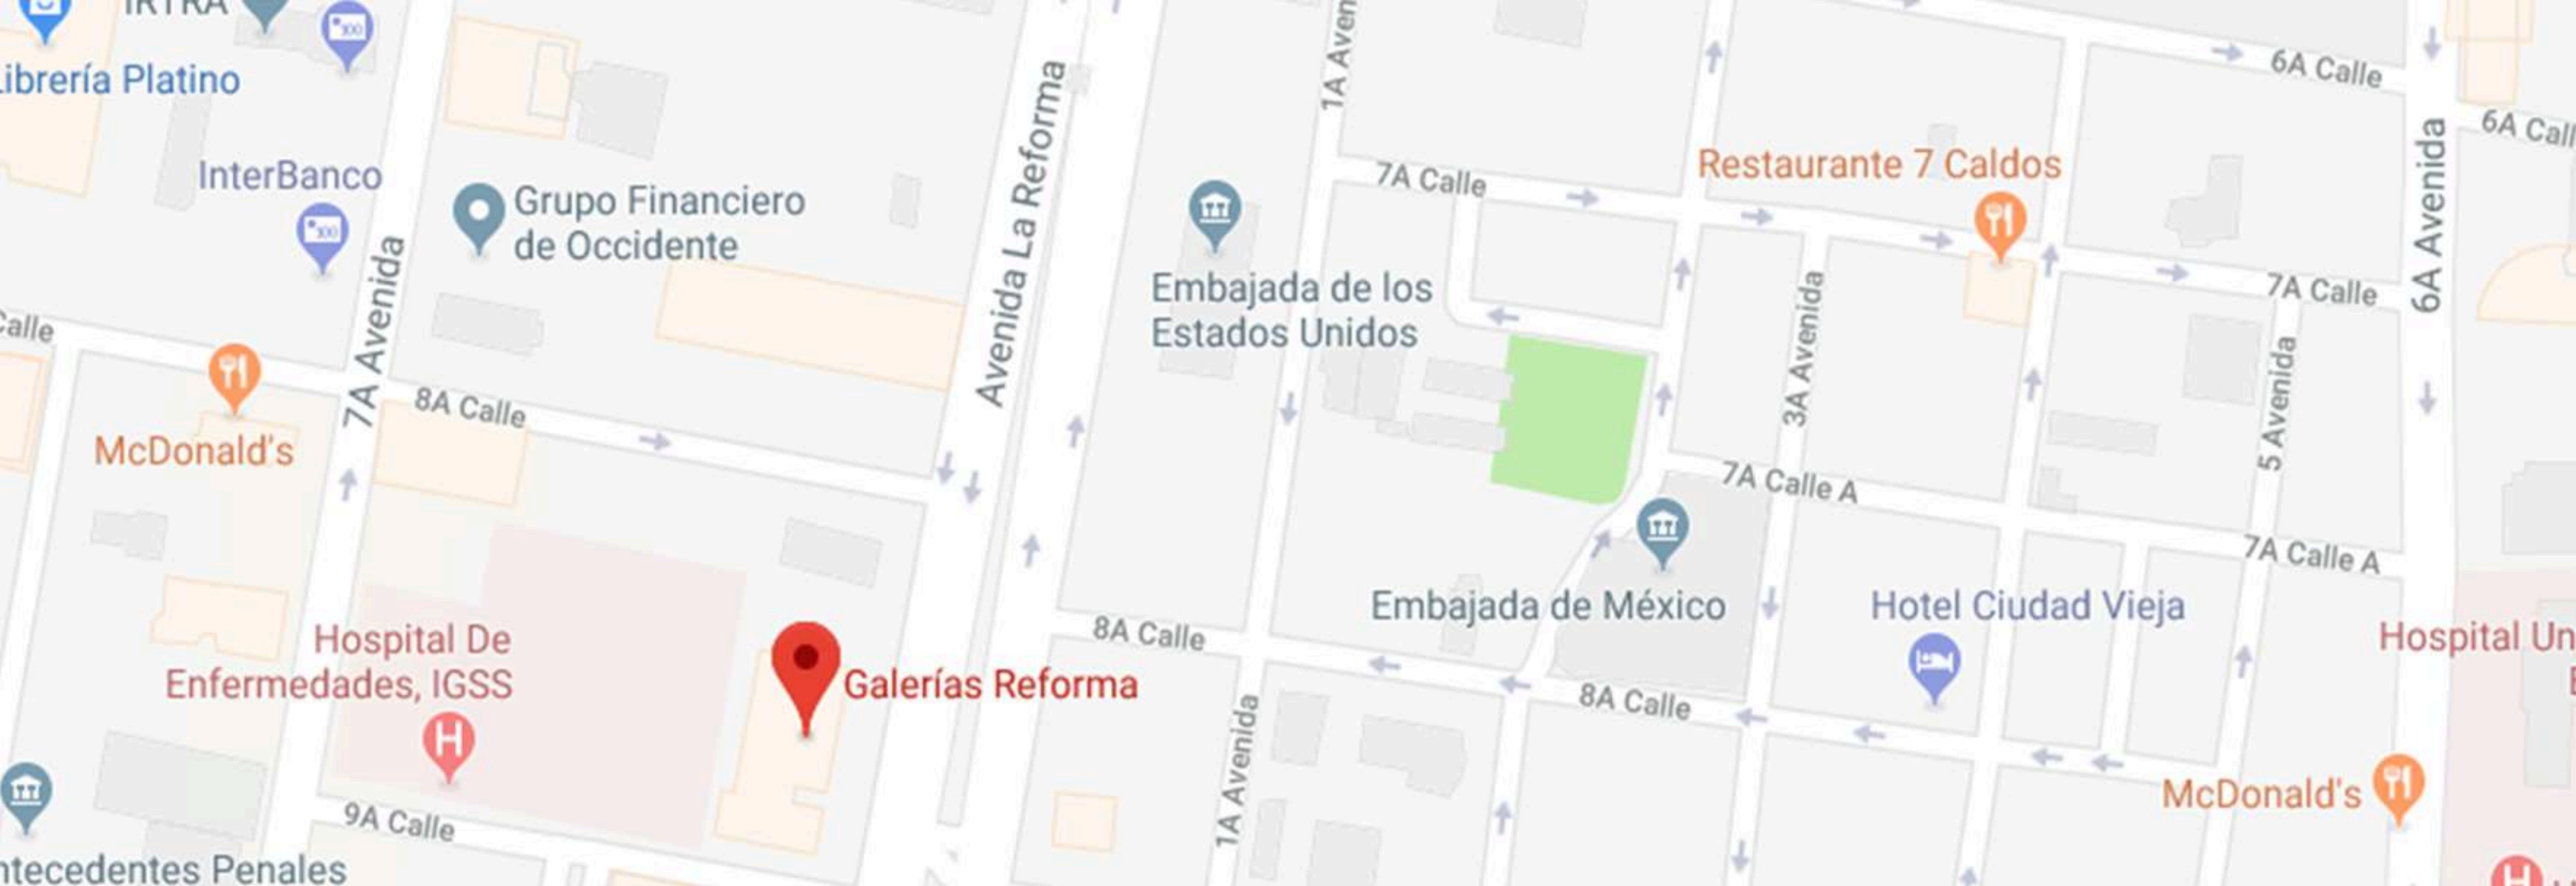 IRTRA
Librería Platino
InterBanco
Grupo Financiero
de Occidente
7A Avenida
Avenida La Reforma
1A Aven
7A Calle
Embajada de los
Estados Unidos
Restaurante 7 Caldos
6A Calle
6A Call
6A Avenida
7A Calle
3A Avenida
5 Avenida
Calle
McDonald's
8A Calle
7A Calle A
7A Calle A
Embajada de México
Hotel Ciudad Vieja
Hospital De
Enfermedades, IGSS
Galerías Reforma
8A Calle
8A Calle
1A Avenida
Hospital Un
McDonald's
9A Calle
ntecedentes Penales